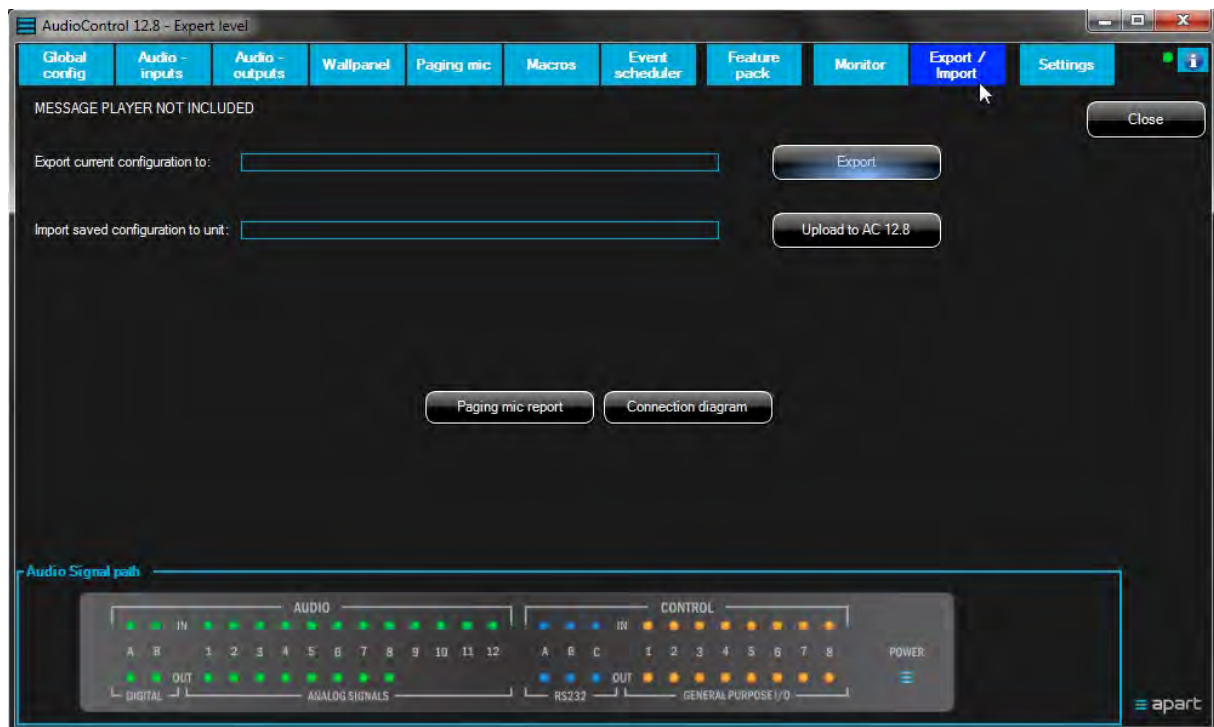 AudioControl 12.8 - Expert level
Global config
Audio - inputs
Audio - outputs
Wallpanel
Paging mic
Macros
Event scheduler
Feature pack
Monitor
Export / Import
Settings
i
MESSAGE PLAYER NOT INCLUDED
Close
Export current configuration to:
Export
Import saved configuration to unit:
Upload to AC 12.8
Paging mic report
Connection diagram
Audio Signal path
AUDIO
CONTROL
IN
IN
A B 1 2 3 4 5 6 7 8 9 10 11 12 A B C 1 2 3 4 5 6 7 8 POWER
OUT
OUT
DIGITAL
ANALOG SIGNALS
RS232
GENERAL PURPOSE I/O
apart